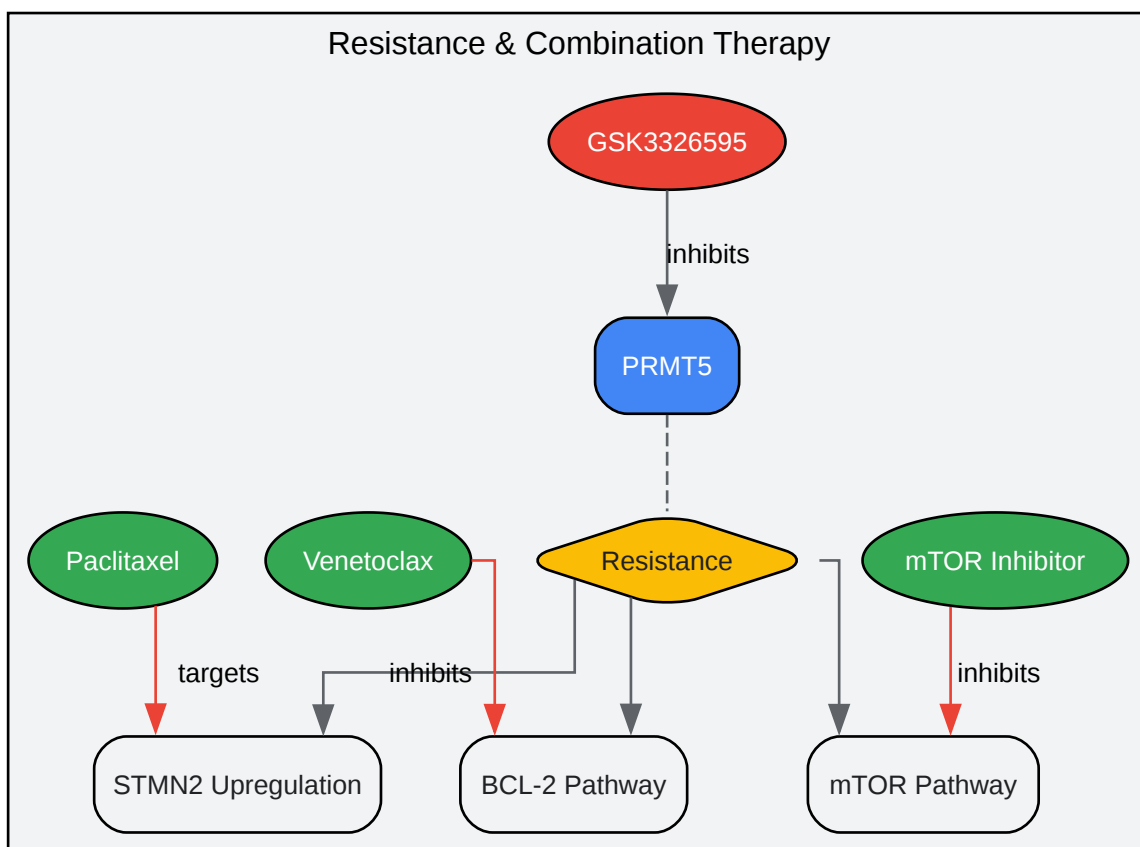 Resistance & Combination Therapy
GSK3326595
inhibits
PRMT5
Paclitaxel
Venetoclax
Resistance
mTOR Inhibitor
targets
inhibits
inhibits
STMN2 Upregulation
BCL-2 Pathway
mTOR Pathway